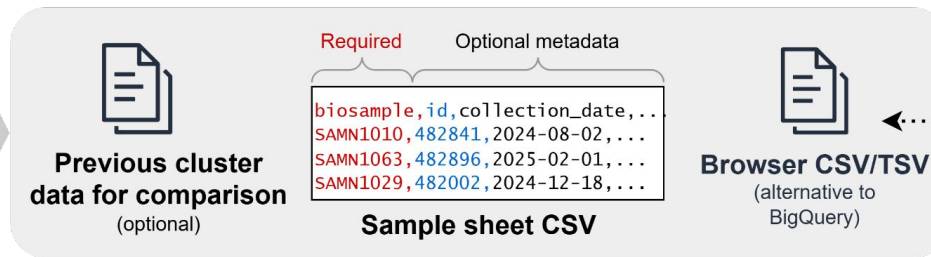 Required
Optional metadata
biosample,id,collection_date,...
SAMN1010,482841,2024-08-02,...
SAMN1063,482896,2025-02-01,...
SAMN1029,482002,2024-12-18,...
Sample sheet CSV
Previous cluster
data for comparison
(optional)
Browser CSV/TSV
(alternative to
BigQuery)